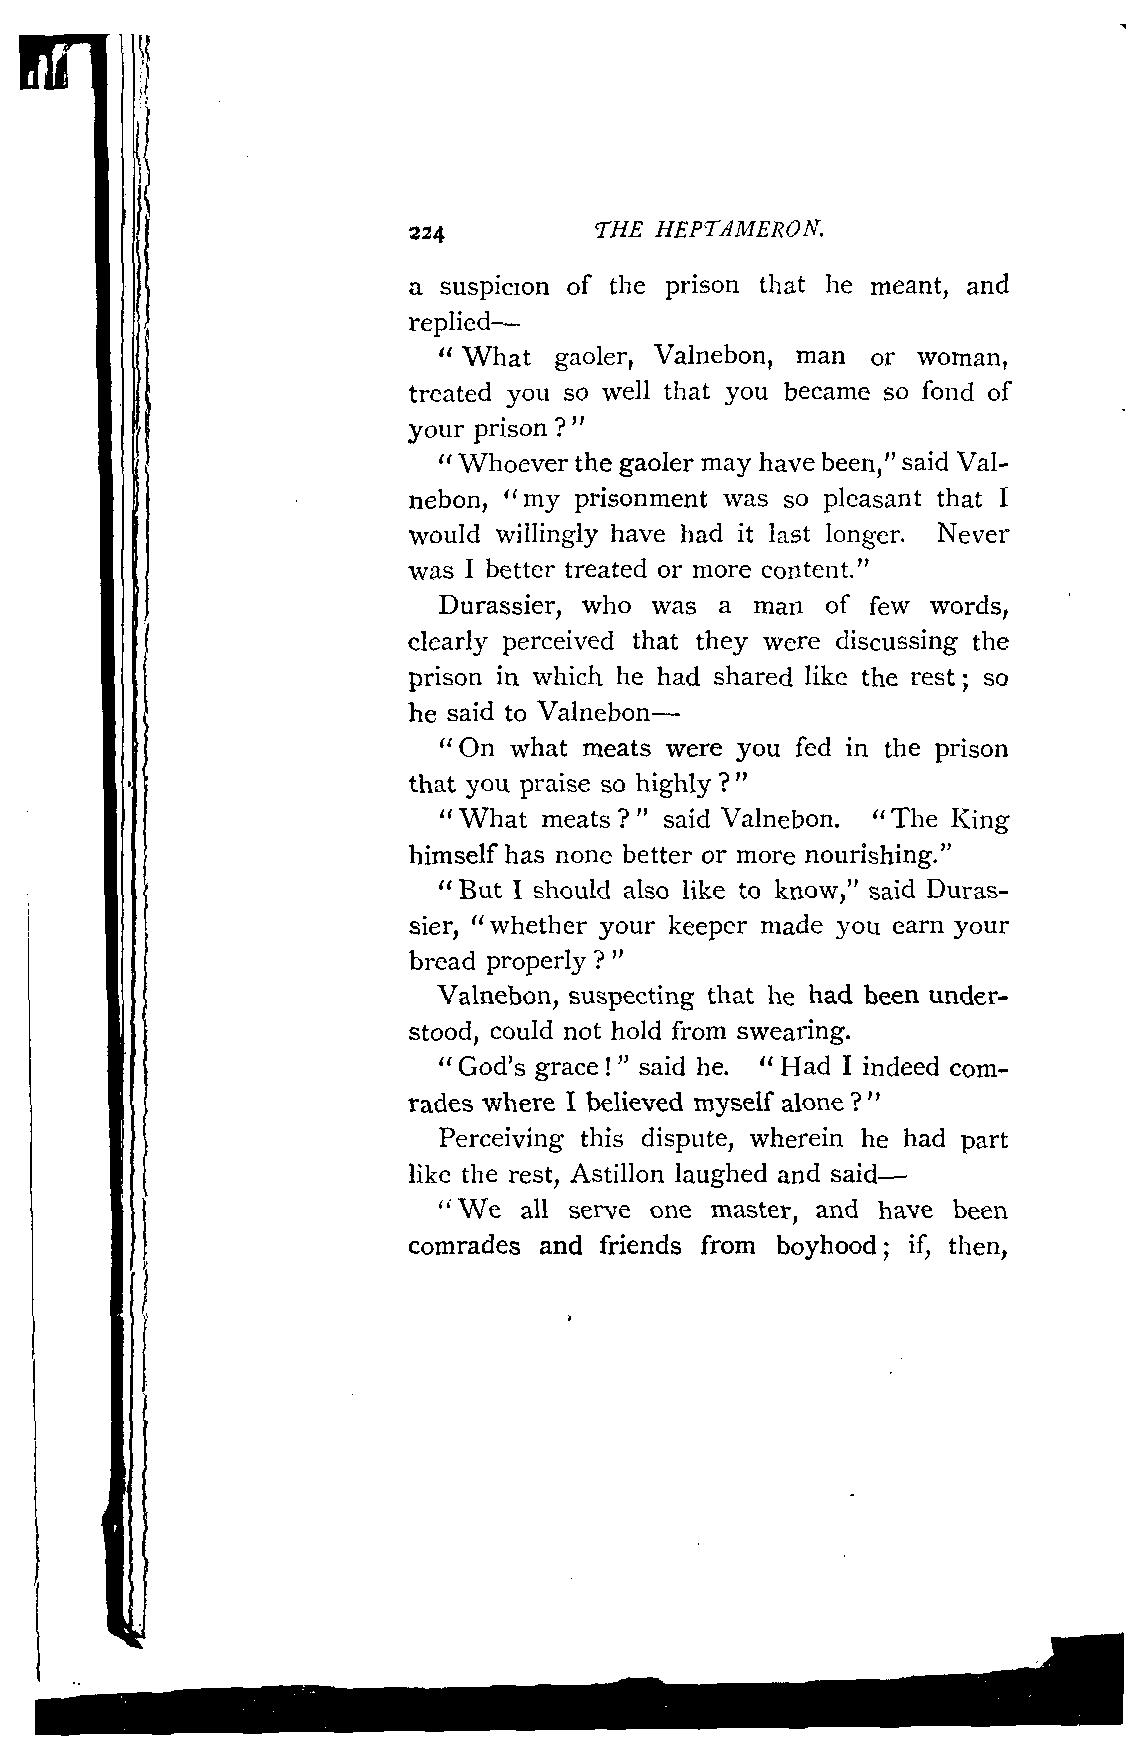 224 THE HEPTAMERON.
a suspicion of the prison that he meant, and
replied—
"What gaoler, Valnebon, man or woman,
treated you so well that you became so fond of
your prison?"
"Whoever the gaoler may have been," said Val-
nebon, "my prisonment was so pleasant that I
would willingly have had it last longer. Never
was I better treated or more content."
Durassier, who was a man of few words,
clearly perceived that they were discussing the
prison in which he had shared like the rest; so
he said to Valnebon—
"On what meats were you fed in the prison
that you praise so highly?"
"What meats?" said Valnebon. "The King
himself has none better or more nourishing."
"But I should also like to know," said Duras-
sier, "whether your keeper made you earn your
bread properly?"
Valnebon, suspecting that he had been under-
stood, could not hold from swearing.
"God's grace!" said he. "Had I indeed com-
rades where I believed myself alone?"
Perceiving this dispute, wherein he had part
like the rest, Astillon laughed and said—
"We all serve one master, and have been
comrades and friends from boyhood; if, then,